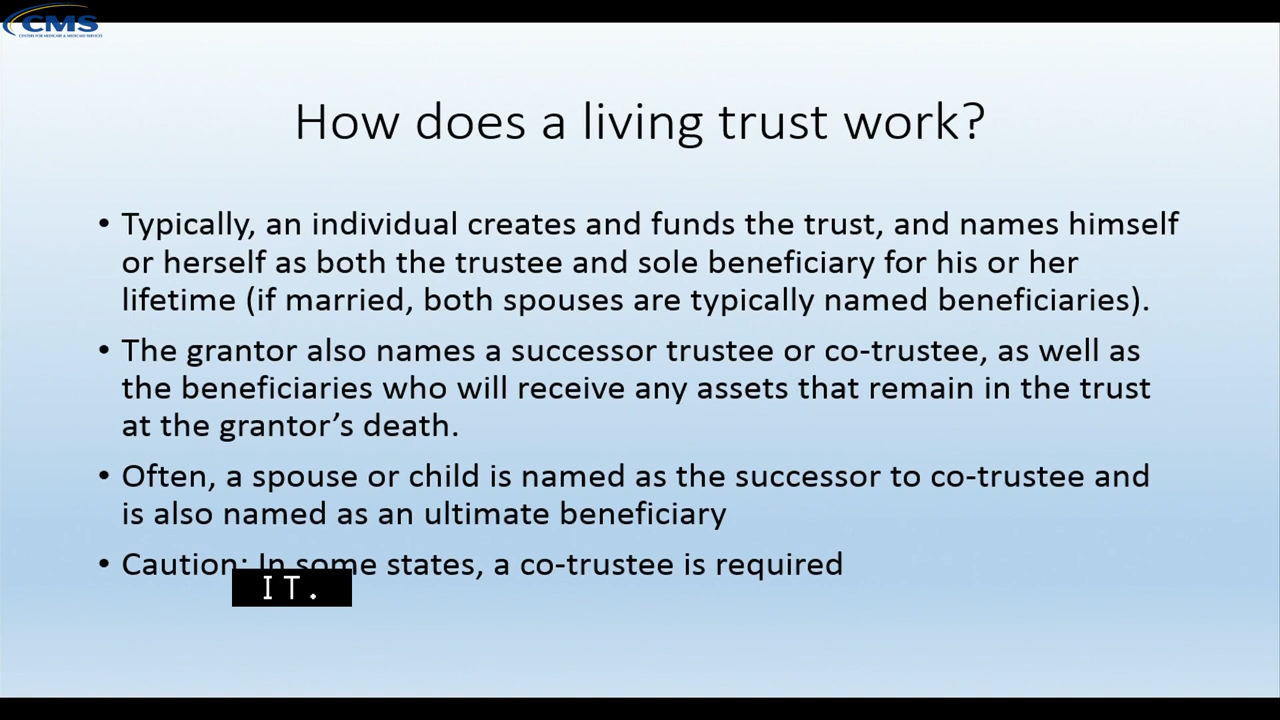 CMS
CENTERS FOR MEDICARE & MEDICAID SERVICES
How does a living trust work?
• Typically, an individual creates and funds the trust, and names himself
or herself as both the trustee and sole beneficiary for his or her
lifetime (if married, both spouses are typically named beneficiaries).
• The grantor also names a successor trustee or co-trustee, as well as
the beneficiaries who will receive any assets that remain in the trust
at the grantor’s death.
• Often, a spouse or child is named as the successor to co-trustee and
is also named as an ultimate beneficiary
• Caution: In some states, a co-trustee is required
IT.